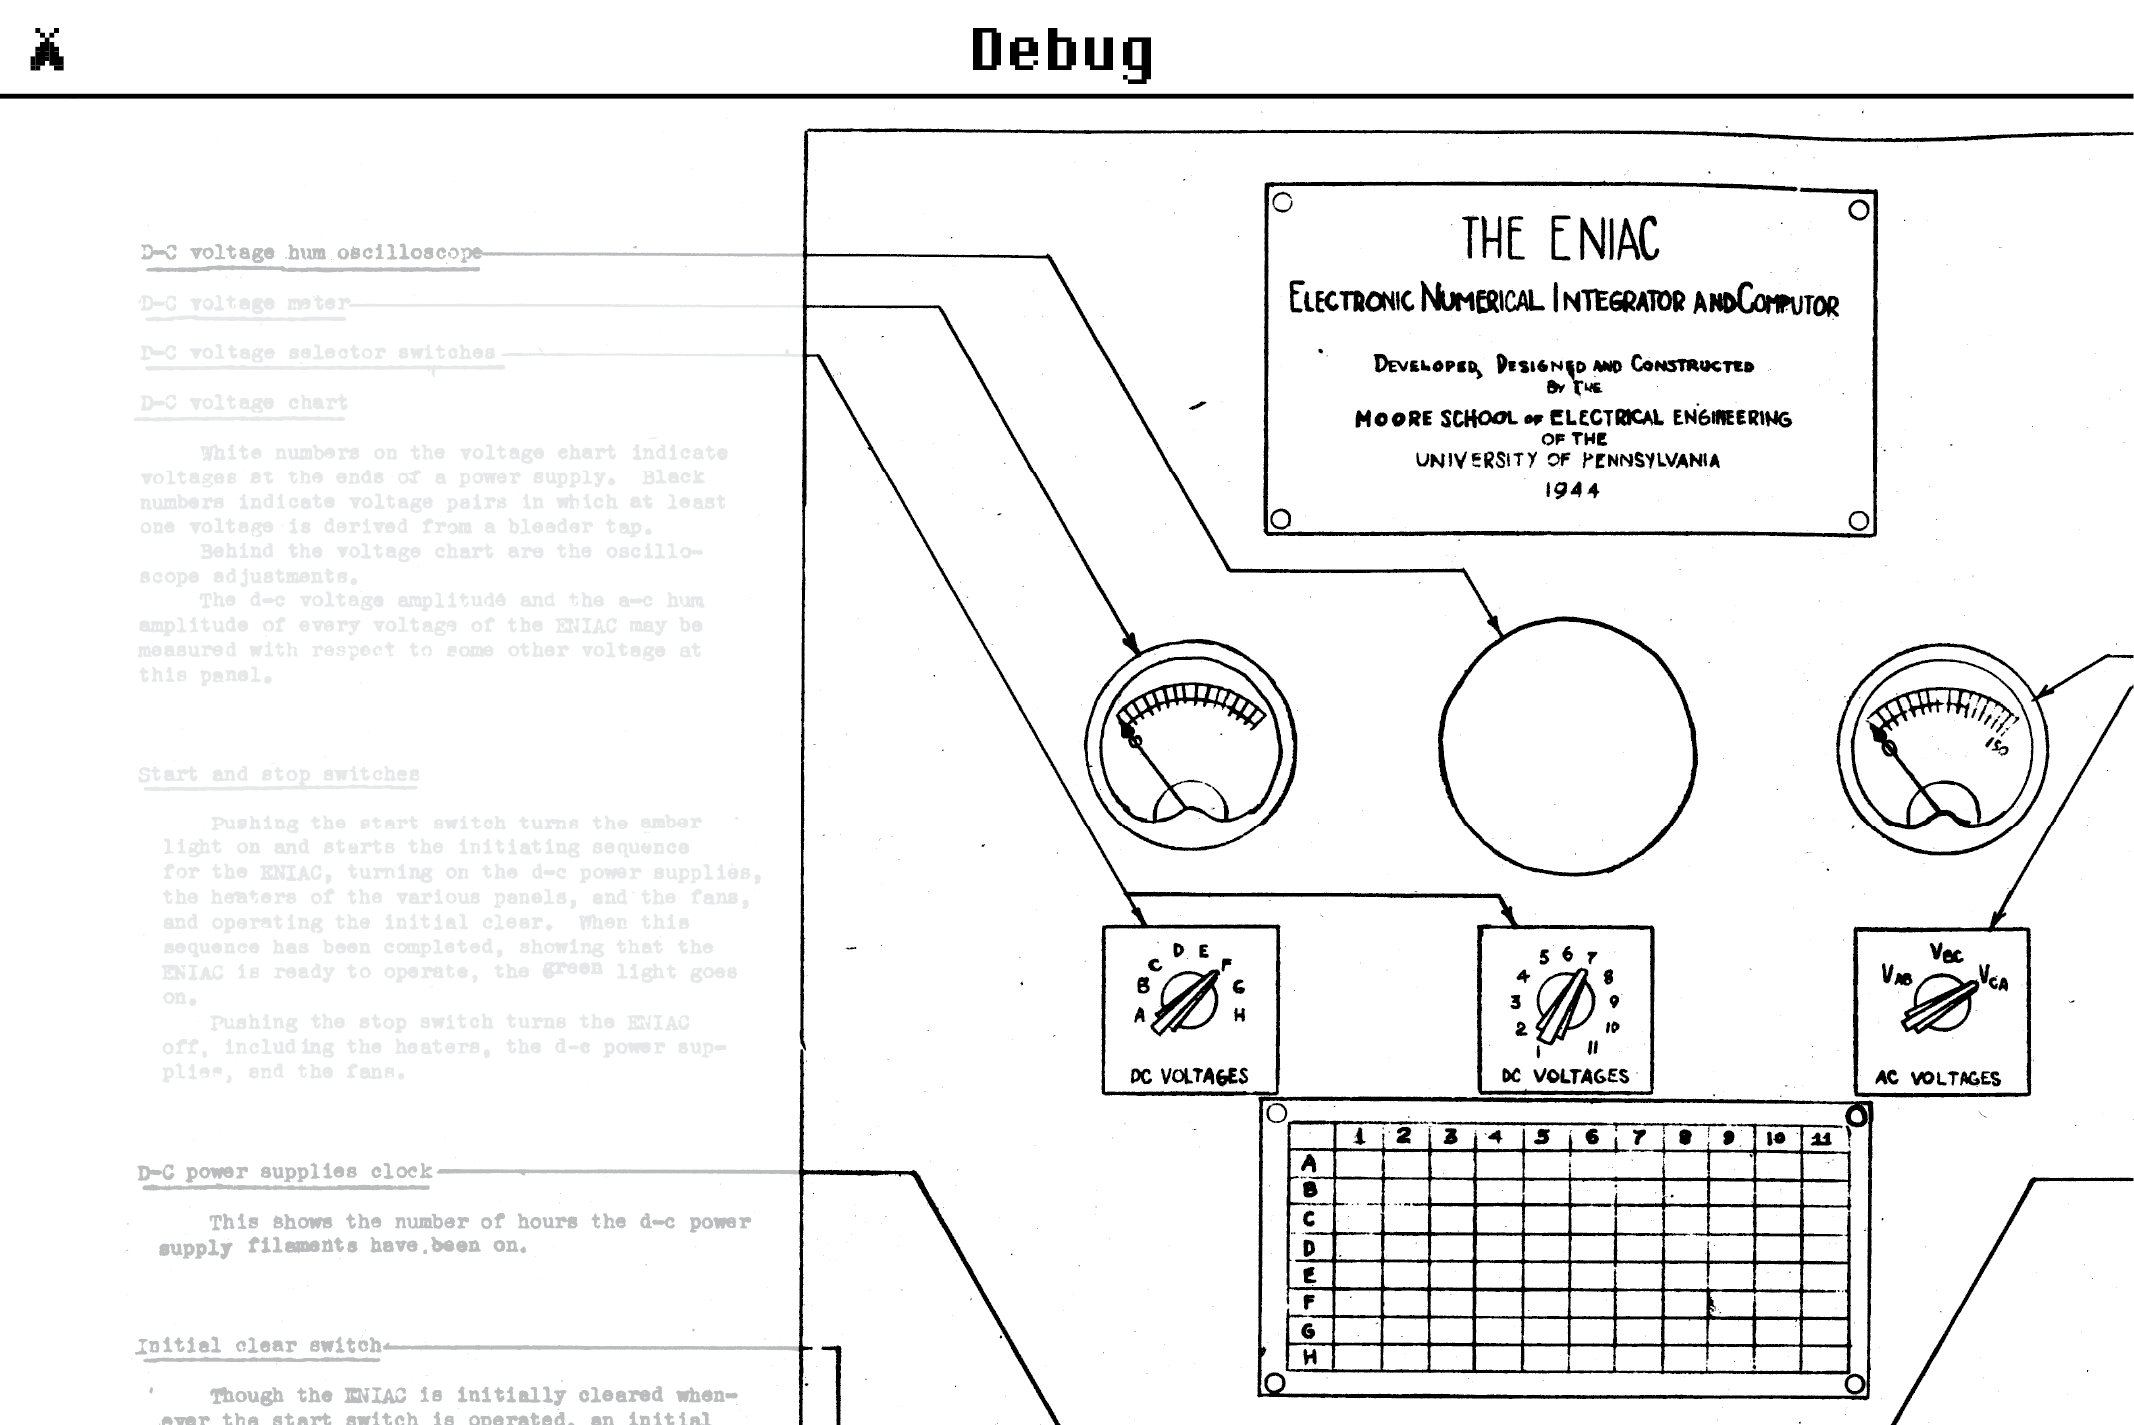 Debug
D-C voltage hum oscilloscope
D-C voltage meter
D-C voltage selector switches
D-C voltage chart
White numbers on the voltage chart indicate
voltages at the ends of a power supply. Black
numbers indicate voltage pairs in which at least
one voltage is derived from a bleeder tap.
Behind the voltage chart are the oscillo-
scope adjustments.
The d-c voltage amplitude and the a-c hum
amplitude of every voltage of the ENIAC may be
measured with respect to some other voltage at
this panel.
Start and stop switches
Pushing the start switch turns the amber
light on and starts the initiating sequence
for the ENIAC, turning on the d-c power supplies,
the heaters of the various panels, and the fans,
and operating the initial clear. When this
sequence has been completed, showing that the
ENIAC is ready to operate, the green light goes
on.
Pushing the stop switch turns the ENIAC
off, including the heaters, the d-c power sup-
plies, and the fans.
D-C power supplies clock
This shows the number of hours the d-c power
supply filaments have been on.
Initial clear switch
Though the ENIAC is initially cleared when-
ever the start switch is operated, an initial
THE ENIAC
ELECTRONIC NUMERICAL INTEGRATOR AND COMPUTOR
DEVELOPED, DESIGNED AND CONSTRUCTED
BY THE
MOORE SCHOOL OF ELECTRICAL ENGINEERING
OF THE
UNIVERSITY OF PENNSYLVANIA
1944
0
0
150
A B C D E F G H
DC VOLTAGES
1 2 3 4 5 6 7 8 9 10 11
DC VOLTAGES
VAB VBC VCA
AC VOLTAGES
1 2 3 4 5 6 7 8 9 10 11
A
B
C
D
E
F
G
H